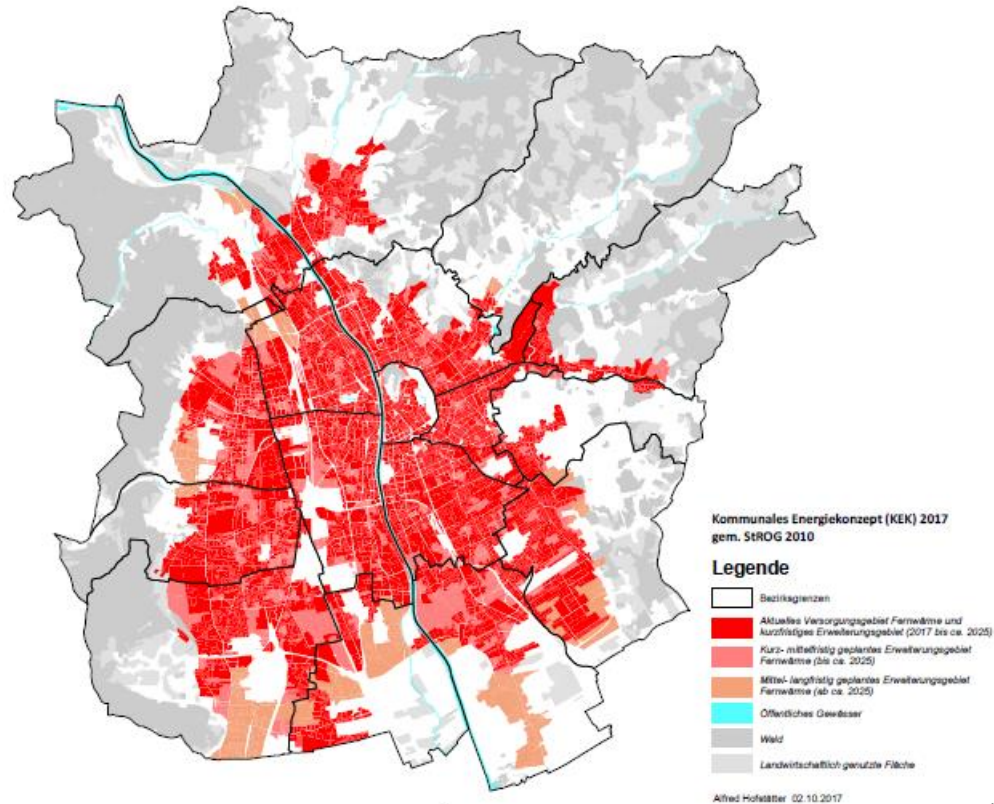 Kommunales Energiekonzept (KEK) 2017
gem. StROG 2010
Legende
Bezirksgrenzen
Aktuelles Versorgungsgebiet Fernwärme und
kurzfristiges Erweiterungsgebiet (2017 bis ca. 2025)
Kurz- mittelfristig geplantes Erweiterungsgebiet
Fernwärme (bis ca. 2025)
Mittel- langfristig geplantes Erweiterungsgebiet
Fernwärme (ab ca. 2025)
Öffentliches Gewässer
Wald
Landwirtschaftlich genutzte Fläche
Alfred Hofstätter 02.10.2017